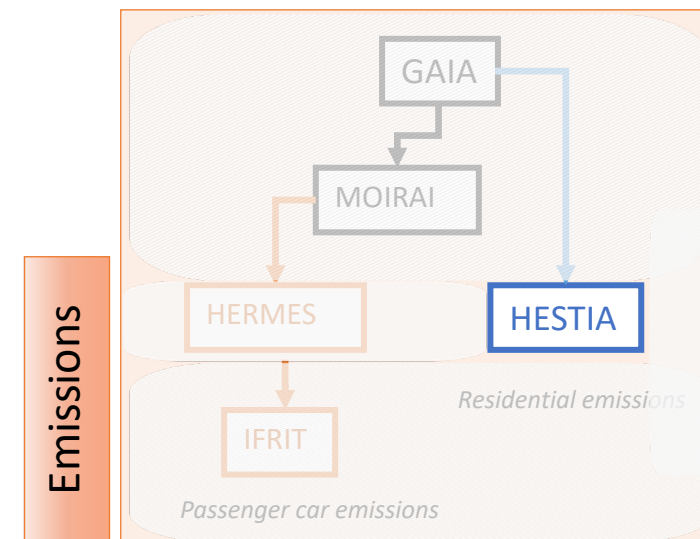 GAIA
MOIRAI
HERMES
HESTIA
Residential emissions
IFRIT
Passenger car emissions
Emissions